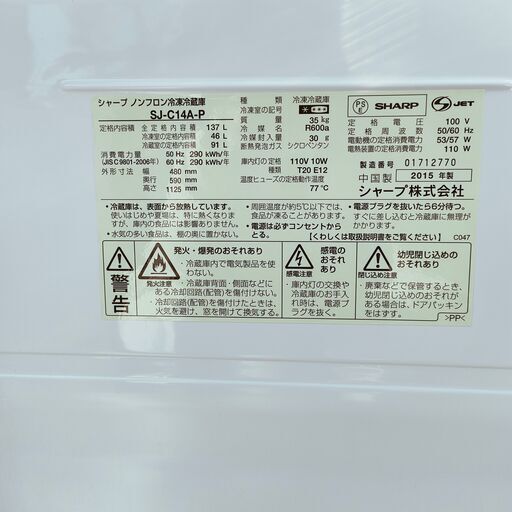 シャープ ノンフロン冷凍冷蔵庫
SJ-C14A-P
定格内容積 全定格内容積 137 L
冷凍室の定格内容積 46 L
冷蔵室の定格内容積 91 L
消費電力量 50 Hz 290 kWh/年
(JIS C 9801-2006年) 60 Hz 290 kWh/年
外形寸法 幅 480 mm
奥行 590 mm
高さ 1125 mm
種類 冷凍冷蔵庫
冷凍室の記号
質量 35 kg
冷媒名 R600a
冷媒封入量 30 g
断熱発泡ガス シクロペンタン
庫内灯の定格 110V 10W
種類 T20 E12
温度ヒューズの定格動作温度
77 ℃
PS
E
SHARP
JET
定格電圧 100 V
定格周波数 50/60 Hz
電動機の定格消費電力 53/57 W
電熱装置の定格消費電力 110 W
製造番号 01712770
中国製 2015 年製
シャープ株式会社
・冷蔵庫は、表面から放熱しています。
使いはじめや夏場は、特に熱く感じま
すが、庫内の食品には影響ありません。
・水気の多い食品は、背面に付くと凍ります。
・周囲温度が約5℃以下では、
食品が凍ることがあります。
・電源は必ずコンセントから
とる。
・電源プラグを抜いたら6分待つ。
すぐに差し込むと冷蔵庫に無理が
かかります。
【くわしくは取扱説明書をご覧ください】
C047
警告
発火・爆発のおそれあり
発火注意
・冷蔵庫内で電気製品を使
わない。
・冷蔵庫背面・側面などに
ある冷却回路(配管)を傷付けない。
・冷却回路(配管)を傷付けたときは、
火気を避け、窓を開けて換気する。
感電の
おそれ
あり
感電注意
・庫内灯の交換や
冷蔵庫のお手入
れ時は、電源プ
ラグを抜く。
幼児閉じ込めの
おそれあり
閉じ込め注意
・廃棄などで保管するとき、幼
児閉じ込めのおそれの
ある場合は、ドアパッキン
をはずす。
>PP<